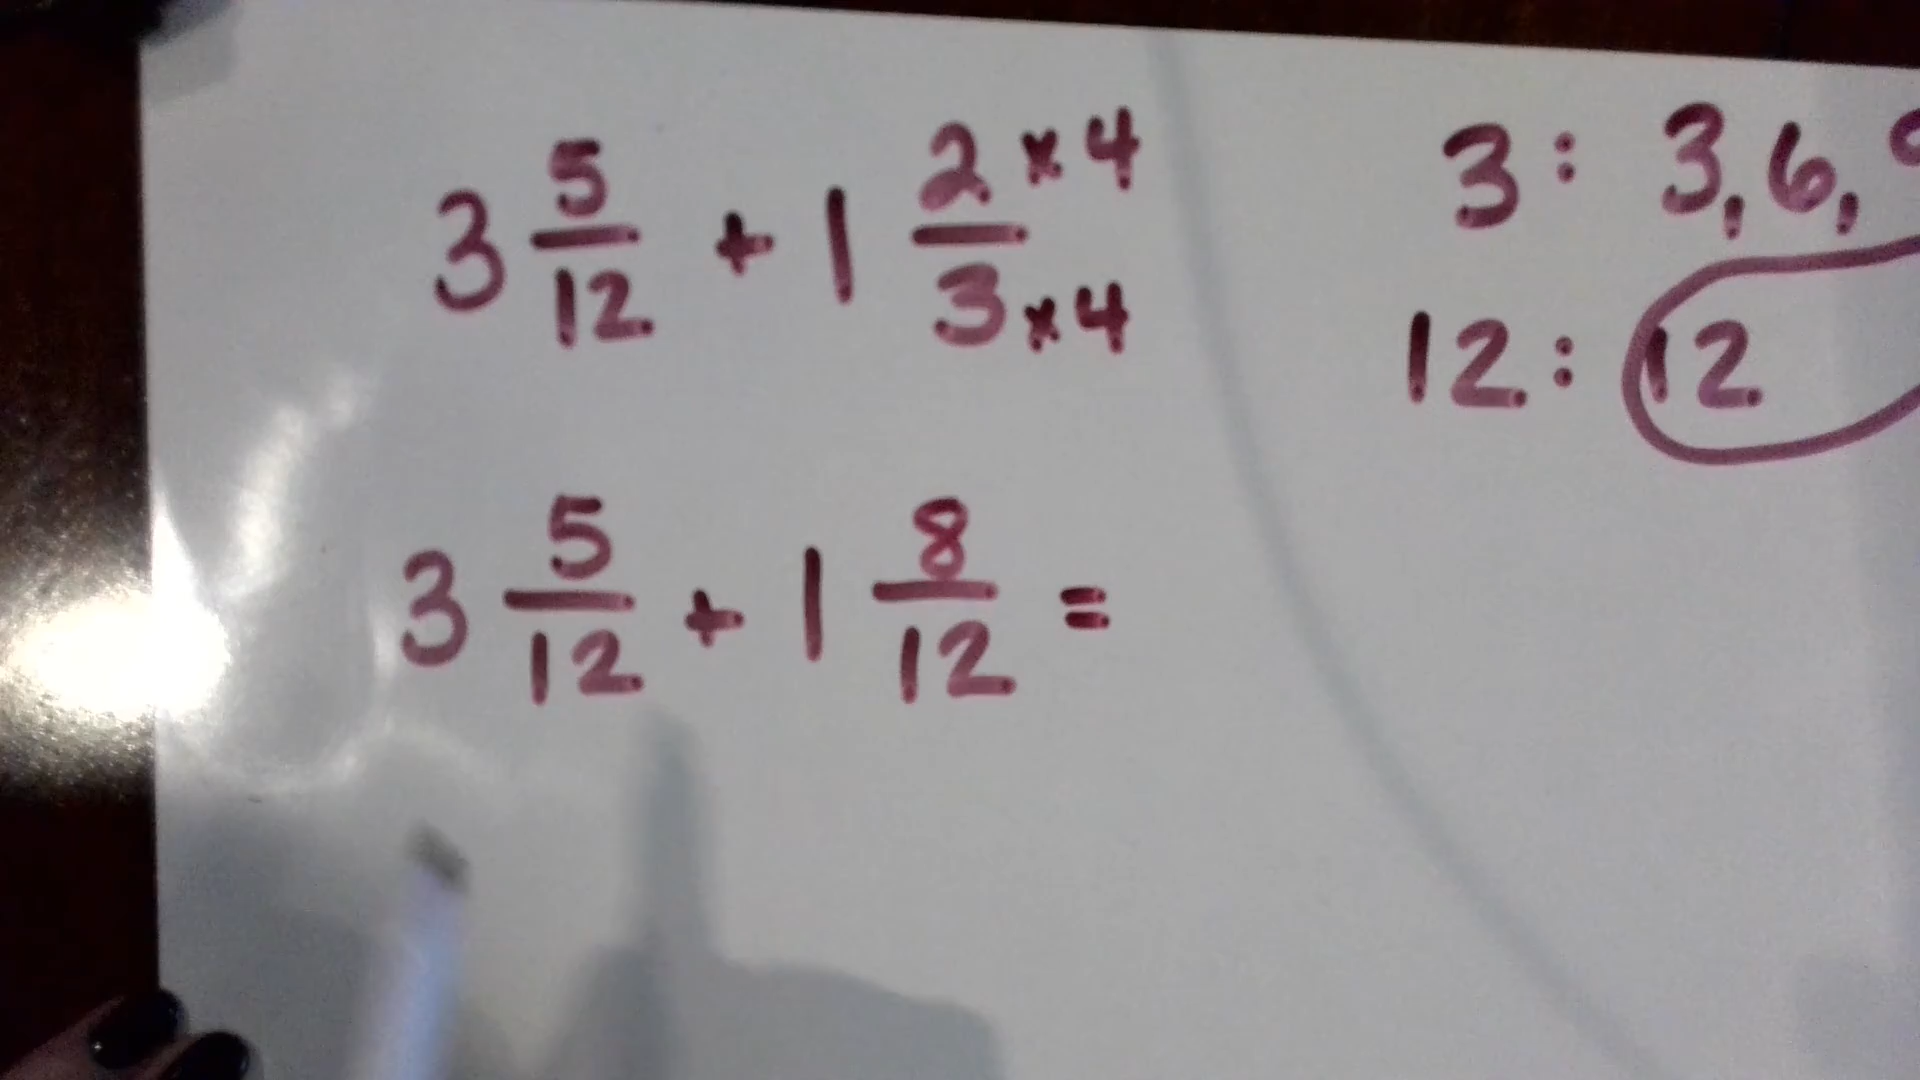 3 5/12 + 1 2/3 ×4 ×4
3 : 3, 6,
12 : 12
3 5/12 + 1 8/12 =